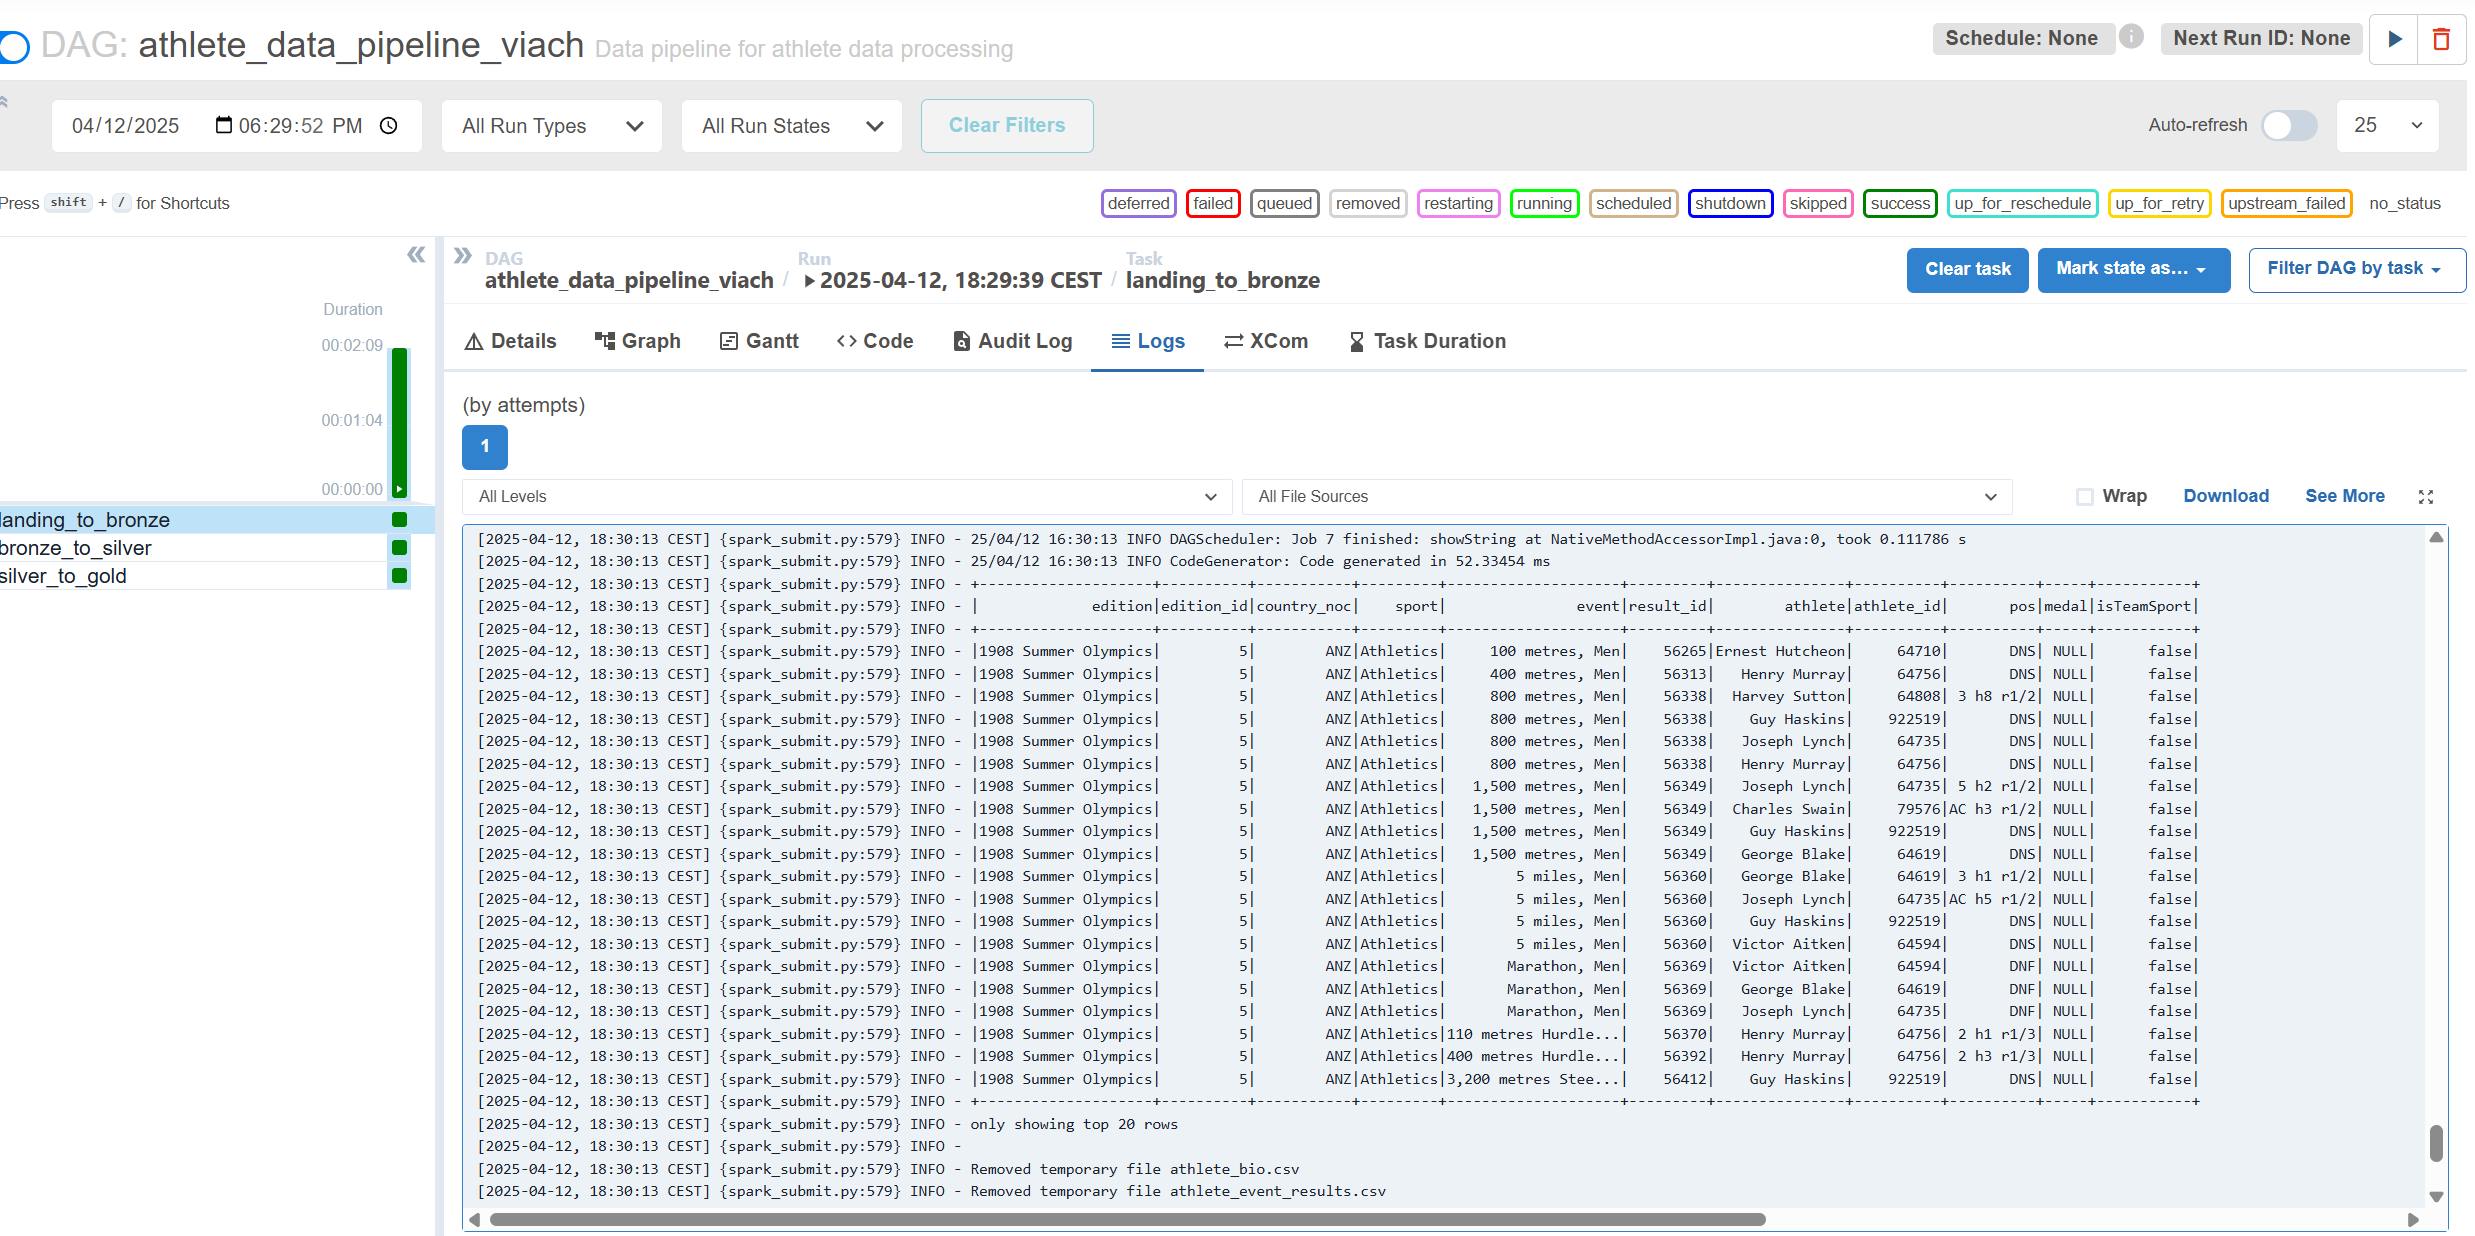 DAG: athlete_data_pipeline_viach Data pipeline for athlete data processing
Schedule: None
Next Run ID: None
04/12/2025 06:29:52 PM
All Run Types
All Run States
Clear Filters
Auto-refresh
25
Press shift + / for Shortcuts
deferred failed queued removed restarting running scheduled shutdown skipped success up_for_reschedule up_for_retry upstream_failed no_status
Duration
00:02:09
00:01:04
00:00:00
landing_to_bronze
bronze_to_silver
silver_to_gold
DAG
athlete_data_pipeline_viach
/
Run
2025-04-12, 18:29:39 CEST
/
Task
landing_to_bronze
Clear task
Mark state as...
Filter DAG by task
Details Graph Gantt Code Audit Log Logs XCom Task Duration
(by attempts)
1
All Levels
All File Sources
Wrap
Download
See More
[2025-04-12, 18:30:13 CEST] {spark_submit.py:579} INFO - 25/04/12 16:30:13 INFO DAGScheduler: Job 7 finished: showString at NativeMethodAccessorImpl.java:0, took 0.111786 s
[2025-04-12, 18:30:13 CEST] {spark_submit.py:579} INFO - 25/04/12 16:30:13 INFO CodeGenerator: Code generated in 52.33454 ms
[2025-04-12, 18:30:13 CEST] {spark_submit.py:579} INFO - +--------------------+----------+-----------+---------+--------------------+---------+---------------+----------+----------+-----+-----------+
[2025-04-12, 18:30:13 CEST] {spark_submit.py:579} INFO - |             edition|edition_id|country_noc|    sport|               event|result_id|        athlete|athlete_id|       pos|medal|isTeamSport|
[2025-04-12, 18:30:13 CEST] {spark_submit.py:579} INFO - +--------------------+----------+-----------+---------+--------------------+---------+---------------+----------+----------+-----+-----------+
[2025-04-12, 18:30:13 CEST] {spark_submit.py:579} INFO - |1908 Summer Olympics|         5|        ANZ|Athletics|     100 metres, Men|    56265|Ernest Hutcheon|     64710|       DNS| NULL|      false|
[2025-04-12, 18:30:13 CEST] {spark_submit.py:579} INFO - |1908 Summer Olympics|         5|        ANZ|Athletics|     400 metres, Men|    56313|   Henry Murray|     64756|       DNS| NULL|      false|
[2025-04-12, 18:30:13 CEST] {spark_submit.py:579} INFO - |1908 Summer Olympics|         5|        ANZ|Athletics|     800 metres, Men|    56338|  Harvey Sutton|     64808| 3 h8 r1/2| NULL|      false|
[2025-04-12, 18:30:13 CEST] {spark_submit.py:579} INFO - |1908 Summer Olympics|         5|        ANZ|Athletics|     800 metres, Men|    56338|    Guy Haskins|    922519|       DNS| NULL|      false|
[2025-04-12, 18:30:13 CEST] {spark_submit.py:579} INFO - |1908 Summer Olympics|         5|        ANZ|Athletics|     800 metres, Men|    56338|   Joseph Lynch|     64735|       DNS| NULL|      false|
[2025-04-12, 18:30:13 CEST] {spark_submit.py:579} INFO - |1908 Summer Olympics|         5|        ANZ|Athletics|     800 metres, Men|    56338|   Henry Murray|     64756|       DNS| NULL|      false|
[2025-04-12, 18:30:13 CEST] {spark_submit.py:579} INFO - |1908 Summer Olympics|         5|        ANZ|Athletics|   1,500 metres, Men|    56349|   Joseph Lynch|     64735| 5 h2 r1/2| NULL|      false|
[2025-04-12, 18:30:13 CEST] {spark_submit.py:579} INFO - |1908 Summer Olympics|         5|        ANZ|Athletics|   1,500 metres, Men|    56349|  Charles Swain|     79576|AC h3 r1/2| NULL|      false|
[2025-04-12, 18:30:13 CEST] {spark_submit.py:579} INFO - |1908 Summer Olympics|         5|        ANZ|Athletics|   1,500 metres, Men|    56349|    Guy Haskins|    922519|       DNS| NULL|      false|
[2025-04-12, 18:30:13 CEST] {spark_submit.py:579} INFO - |1908 Summer Olympics|         5|        ANZ|Athletics|   1,500 metres, Men|    56349|   George Blake|     64619|       DNS| NULL|      false|
[2025-04-12, 18:30:13 CEST] {spark_submit.py:579} INFO - |1908 Summer Olympics|         5|        ANZ|Athletics|        5 miles, Men|    56360|   George Blake|     64619| 3 h1 r1/2| NULL|      false|
[2025-04-12, 18:30:13 CEST] {spark_submit.py:579} INFO - |1908 Summer Olympics|         5|        ANZ|Athletics|        5 miles, Men|    56360|   Joseph Lynch|     64735|AC h5 r1/2| NULL|      false|
[2025-04-12, 18:30:13 CEST] {spark_submit.py:579} INFO - |1908 Summer Olympics|         5|        ANZ|Athletics|        5 miles, Men|    56360|    Guy Haskins|    922519|       DNS| NULL|      false|
[2025-04-12, 18:30:13 CEST] {spark_submit.py:579} INFO - |1908 Summer Olympics|         5|        ANZ|Athletics|        5 miles, Men|    56360|  Victor Aitken|     64594|       DNS| NULL|      false|
[2025-04-12, 18:30:13 CEST] {spark_submit.py:579} INFO - |1908 Summer Olympics|         5|        ANZ|Athletics|       Marathon, Men|    56369|  Victor Aitken|     64594|       DNF| NULL|      false|
[2025-04-12, 18:30:13 CEST] {spark_submit.py:579} INFO - |1908 Summer Olympics|         5|        ANZ|Athletics|       Marathon, Men|    56369|   George Blake|     64619|       DNF| NULL|      false|
[2025-04-12, 18:30:13 CEST] {spark_submit.py:579} INFO - |1908 Summer Olympics|         5|        ANZ|Athletics|       Marathon, Men|    56369|   Joseph Lynch|     64735|       DNF| NULL|      false|
[2025-04-12, 18:30:13 CEST] {spark_submit.py:579} INFO - |1908 Summer Olympics|         5|        ANZ|Athletics|110 metres Hurdle...|    56370|   Henry Murray|     64756| 2 h1 r1/3| NULL|      false|
[2025-04-12, 18:30:13 CEST] {spark_submit.py:579} INFO - |1908 Summer Olympics|         5|        ANZ|Athletics|400 metres Hurdle...|    56392|   Henry Murray|     64756| 2 h3 r1/3| NULL|      false|
[2025-04-12, 18:30:13 CEST] {spark_submit.py:579} INFO - |1908 Summer Olympics|         5|        ANZ|Athletics|3,200 metres Stee...|    56412|    Guy Haskins|    922519|       DNS| NULL|      false|
[2025-04-12, 18:30:13 CEST] {spark_submit.py:579} INFO - +--------------------+----------+-----------+---------+--------------------+---------+---------------+----------+----------+-----+-----------+
[2025-04-12, 18:30:13 CEST] {spark_submit.py:579} INFO - only showing top 20 rows
[2025-04-12, 18:30:13 CEST] {spark_submit.py:579} INFO -
[2025-04-12, 18:30:13 CEST] {spark_submit.py:579} INFO - Removed temporary file athlete_bio.csv
[2025-04-12, 18:30:13 CEST] {spark_submit.py:579} INFO - Removed temporary file athlete_event_results.csv